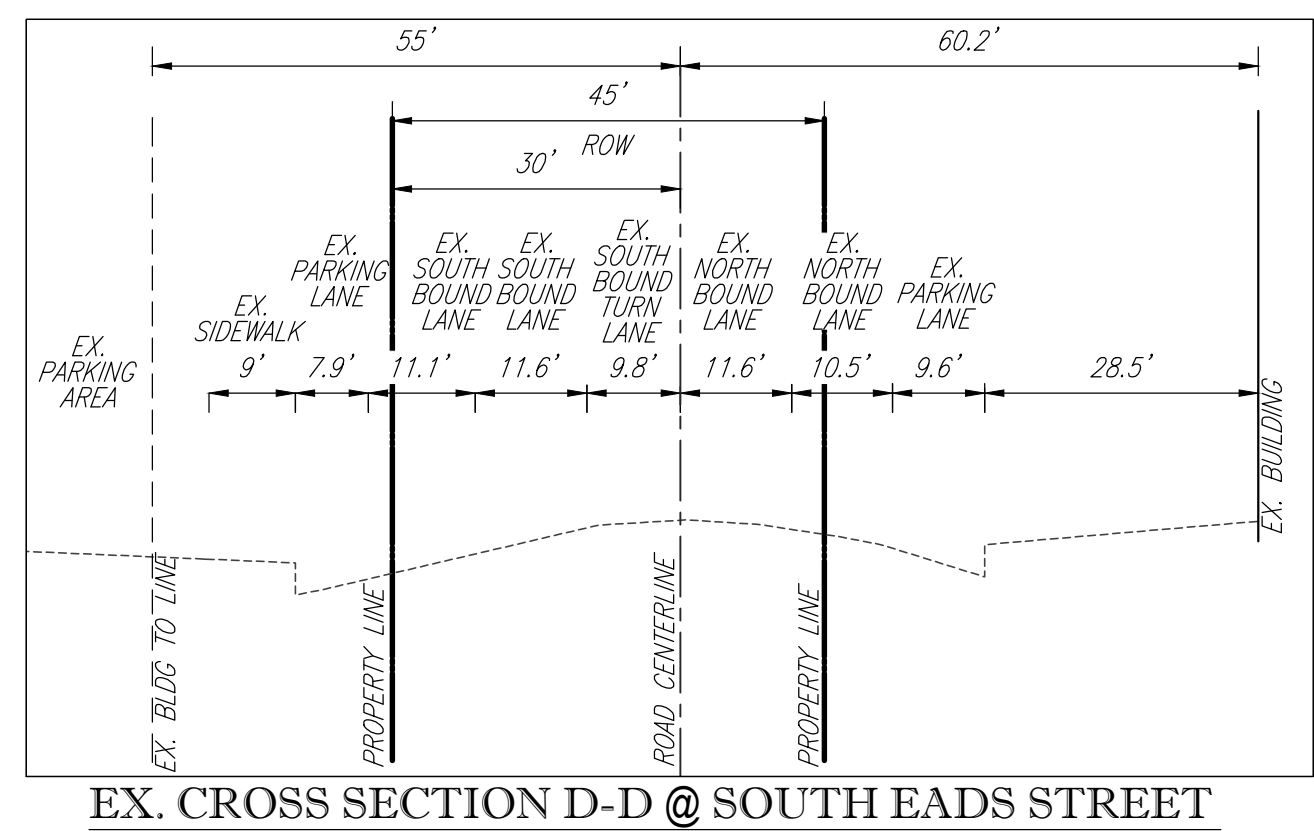 55'
60.2'
45'
ROW
30'
EX.
PARKING
AREA
EX.
SIDEWALK
EX.
PARKING
LANE
EX.
SOUTH
BOUND
LANE
EX.
SOUTH
BOUND
LANE
EX.
SOUTH
BOUND
TURN
LANE
EX.
NORTH
BOUND
LANE
EX.
NORTH
BOUND
LANE
EX.
PARKING
LANE
9'
7.9'
11.1'
11.6'
9.8'
11.6'
10.5'
9.6'
28.5'
EX. BLDG TO LINE
PROPERTY LINE
ROAD CENTERLINE
PROPERTY LINE
EX. BUILDING
EX. CROSS SECTION D-D @ SOUTH EADS STREET